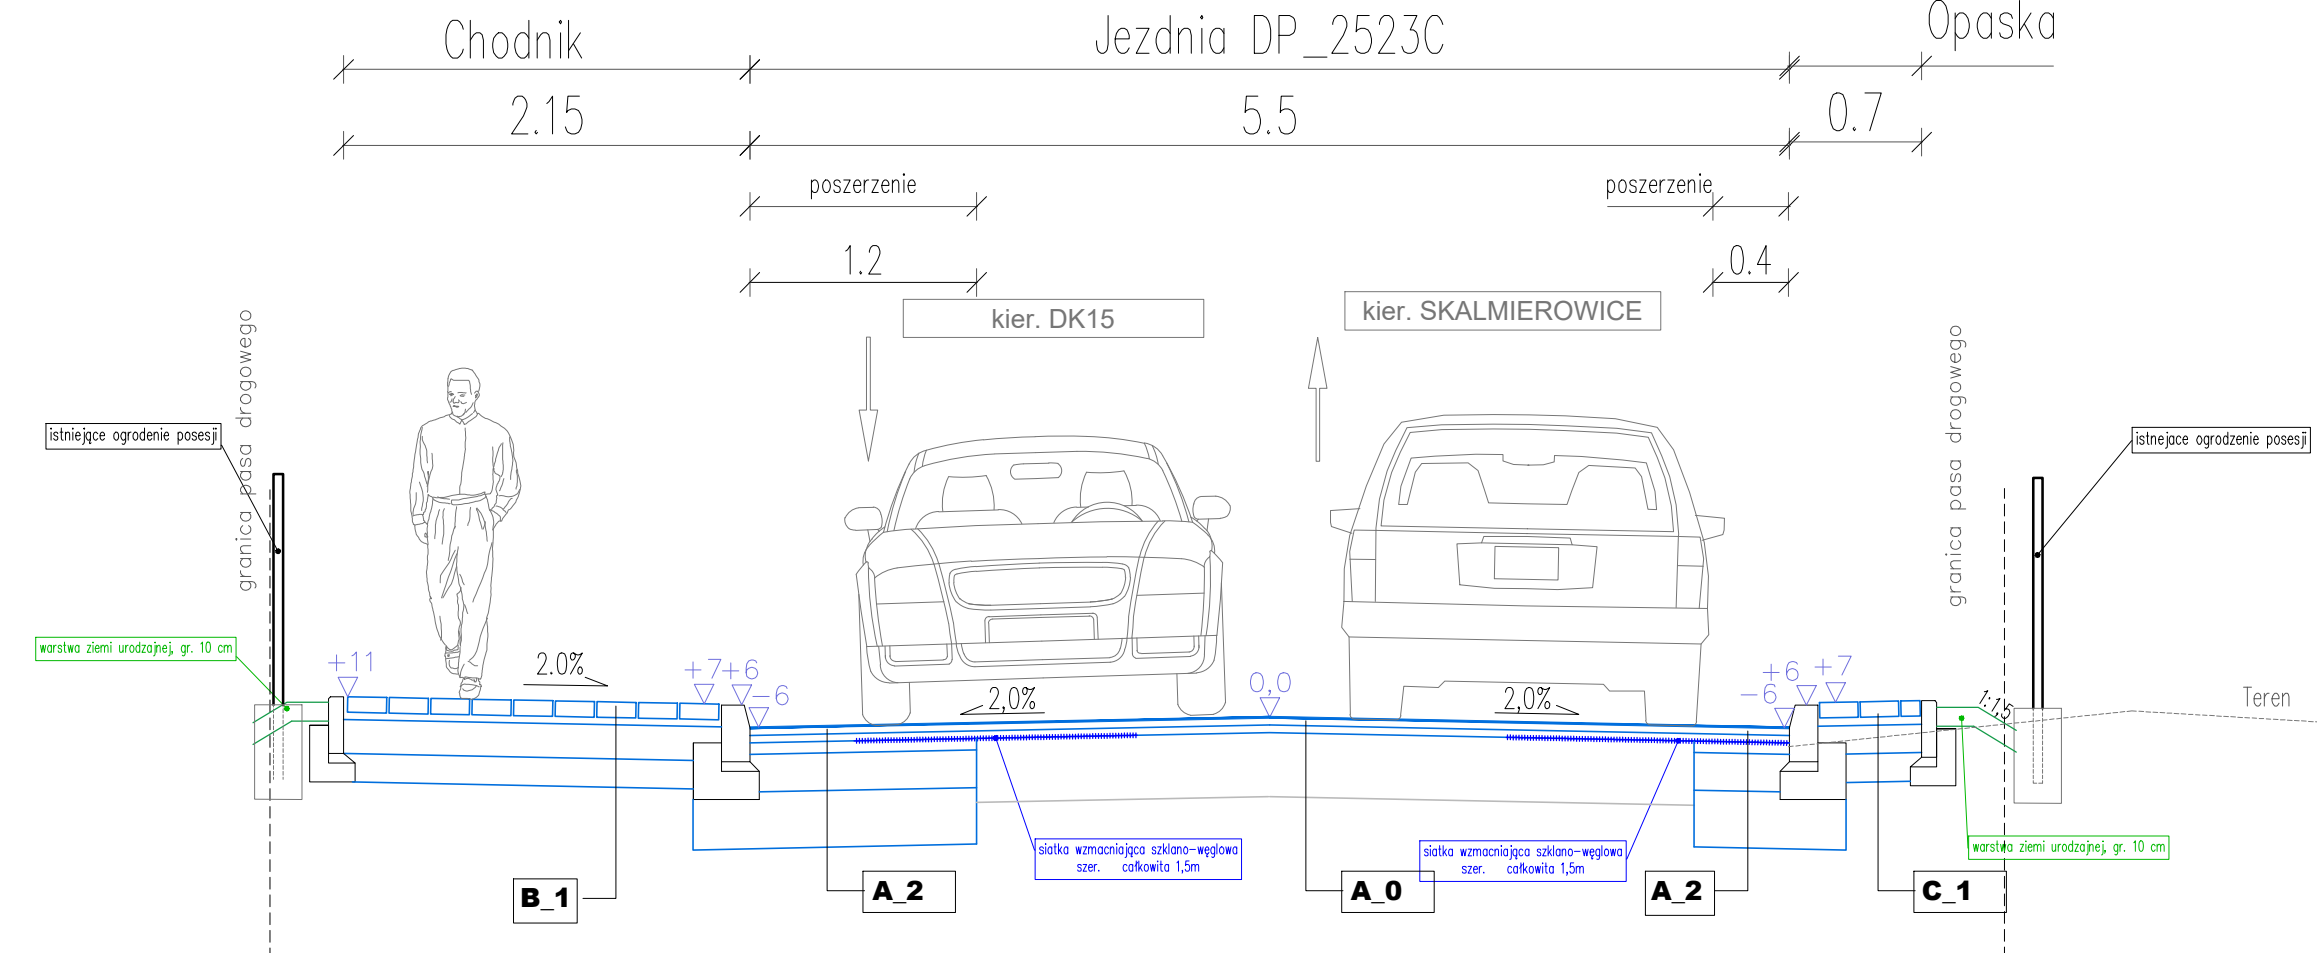 Chodnik
Jezdnia DP_2523C
Opaska
2.15
5.5
0.7
poszerzenie
poszerzenie
1.2
0.4
kier. DK15
kier. SKALMIEROWICE
granica pasa drogowego
granica pasa drogowego
istniejące ogrodenie posesji
istnejace ogrodzenie posesji
warstwa ziemi urodzajnej, gr. 10 cm
+11
2.0%
+7
+6
-6
2,0%
0,0
2,0%
-6
+6
+7
1:1,5
Teren
siatka wzmacniająca szklano-węglowa
szer. całkowita 1,5m
siatka wzmacniająca szklano-węglowa
szer. całkowita 1,5m
warstwa ziemi urodzajnej, gr. 10 cm
B_1
A_2
A_0
A_2
C_1